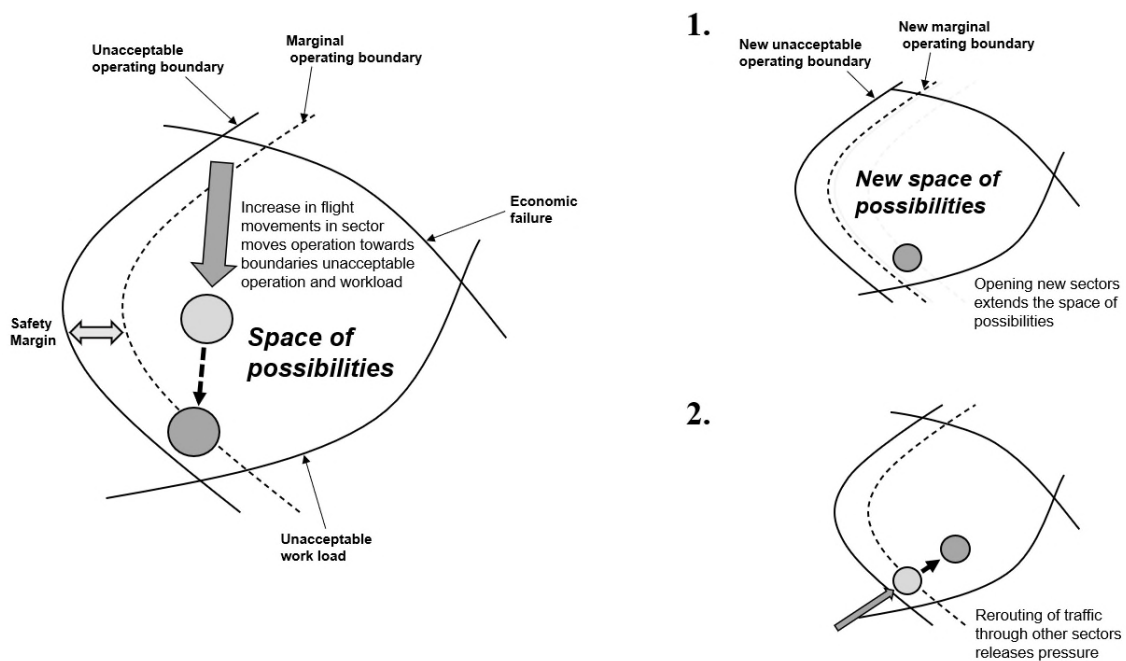 Unacceptable
operating boundary
Marginal
operating boundary
Increase in flight
movements in sector
moves operation towards
boundaries unacceptable
operation and workload
Economic
failure
Safety
Margin
Space of
possibilities
Unacceptable
work load
1.
New unacceptable
operating boundary
New marginal
operating boundary
New space of
possibilities
Opening new sectors
extends the space of
possibilities
2.
Rerouting of traffic
through other sectors
releases pressure